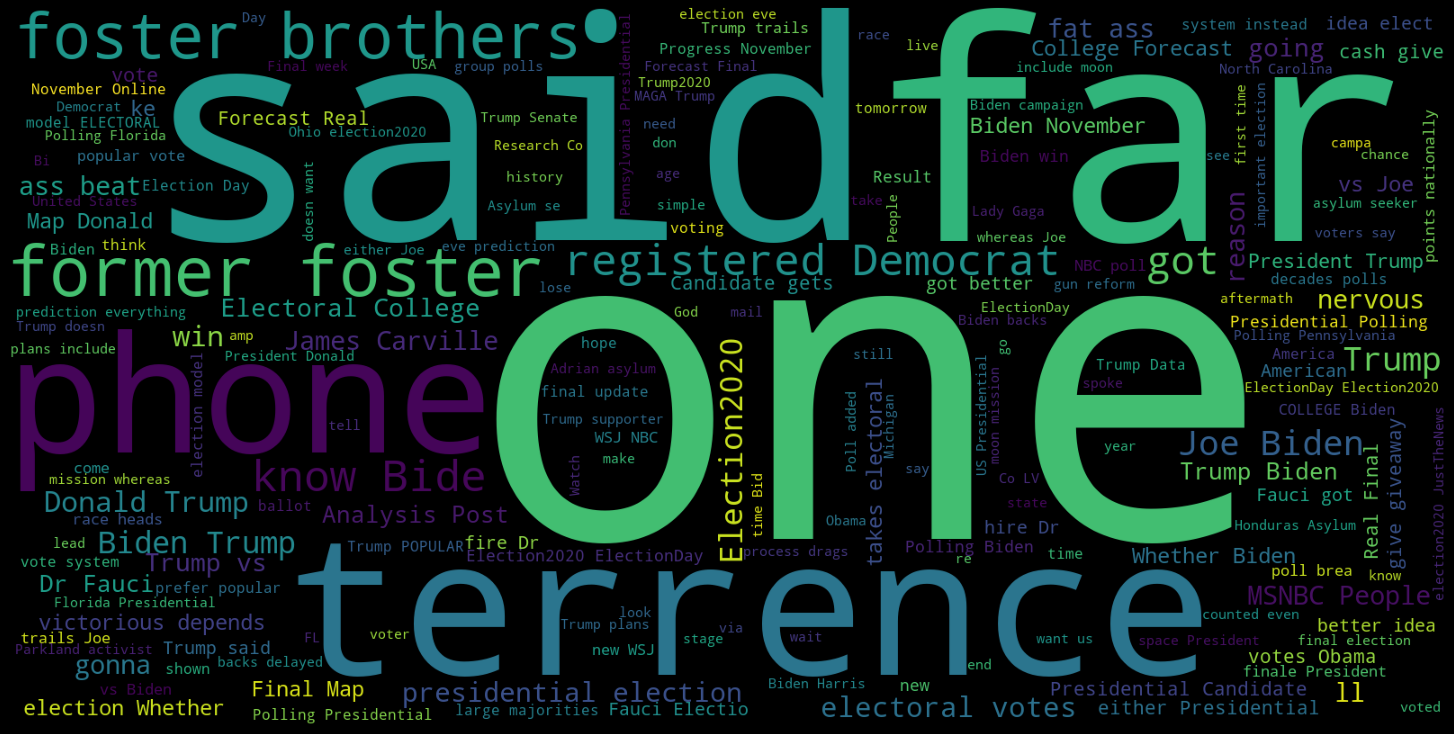 foster brothers
Day
election eve
Trump trails
Progress November
race
live
fat ass
College Forecast
system instead
idea elect
going
cash give
vote
Final week
USA
group polls
Forecast Final
include moon
North Carolina
November Online
Democrat
ke
model ELECTORAL
Polling Florida
Forecast Real
Ohio election2020
Trump2020
MAGA Trump
Trump Senate
Research Co
Pennsylvania Presidential
need
don
tomorrow
Biden campaign
Biden November
first time
important election
points nationally
campa
chance
see
said
far
Bi
popular vote
ass beat
Election Day
United States
Map Donald
doesn want
history
Asylum se
age
simple
voting
Result
take
People
Biden win
Lady Gaga
whereas Joe
vs Joe
asylum seeker
voters say
reason
Biden
think
either Joe
eve prediction
former foster
registered Democrat
NBC poll
got
President Trump
decades polls
lose
Candidate gets
got better
gun reform
prediction everything
Electoral College
God
mail
ElectionDay
aftermath
nervous
Trump doesn
win
amp
James Carville
Biden backs
Presidential Polling
Polling Pennsylvania
plans include
President Donald
hope
still
go
America
American
Trump
phone
one
election model
Adrian asylum
final update
Trump supporter
WSJ NBC
make
Watch
Election2020
time Bid
Poll added
Michigan
takes electoral
say
US Presidential
moon mission
Trump Data
spoke
ElectionDay Election2020
COLLEGE Biden
tell
year
Joe Biden
come
mission whereas
know Bide
Co LV
state
Trump Biden
Real Final
give giveaway
election2020 JustTheNews
Donald Trump
race heads
ballot
Analysis Post
Obama
hire Dr
Fauci got
Honduras Asylum
lead
Biden Trump
Trump POPULAR
fire Dr
Election2020 ElectionDay
process drags
Polling Biden
re
time
Whether Biden
vote system
Trump vs
poll brea
know
Dr Fauci
prefer popular
MSNBC People
Florida Presidential
terrence
victorious depends
look
Trump plans
via
counted even
better idea
trails Joe
FL
voter
new WSJ
stage
wait
want us
final election
Parkland activist
Trump said
space President
votes Obama
gonna
shown
backs delayed
end
finale President
vs Biden
Final Map
presidential election
Biden Harris
new
Presidential Candidate
ll
election Whether
Polling Presidential
large majorities
Fauci Electio
electoral votes
either Presidential
voted